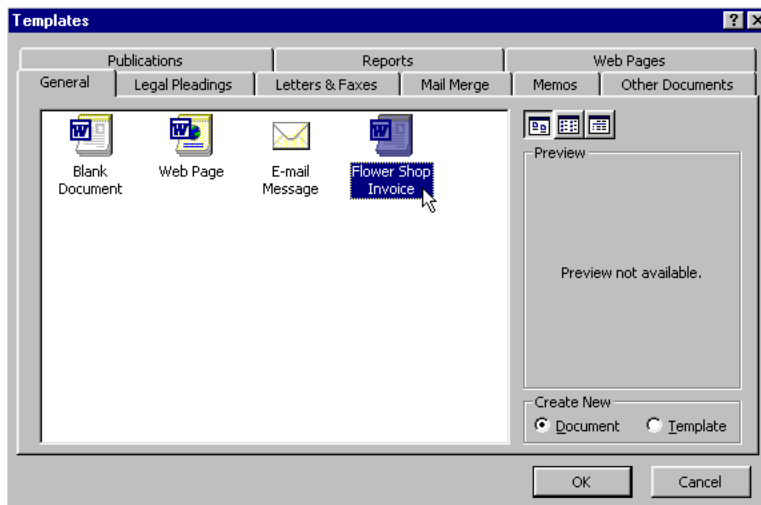 Templates
Publications
Reports
Web Pages
General
Legal Pleadings
Letters & Faxes
Mail Merge
Memos
Other Documents
Blank
Document
Web Page
E-mail
Message
Flower Shop
Invoice
Preview
Preview not available.
Create New
Document
Template
OK
Cancel